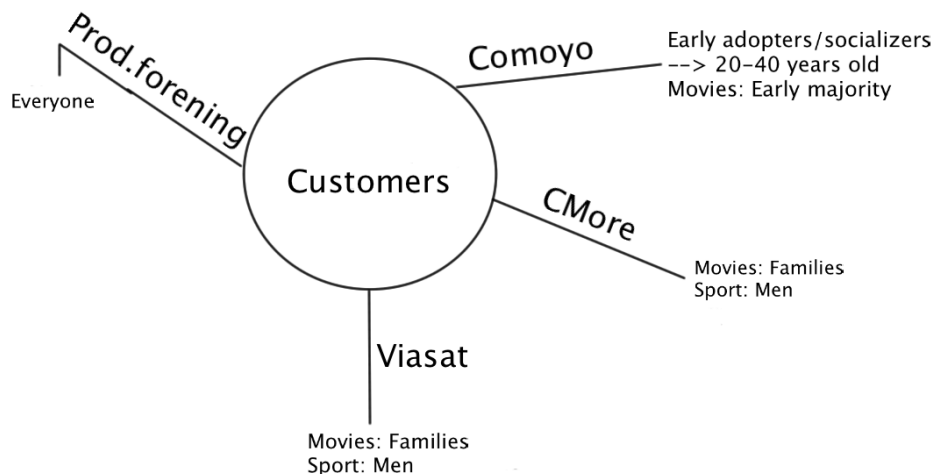 Prod.forening
Everyone
Customers
Comoyo
Early adopters/socializers
--> 20-40 years old
Movies: Early majority
CMore
Movies: Families
Sport: Men
Viasat
Movies: Families
Sport: Men